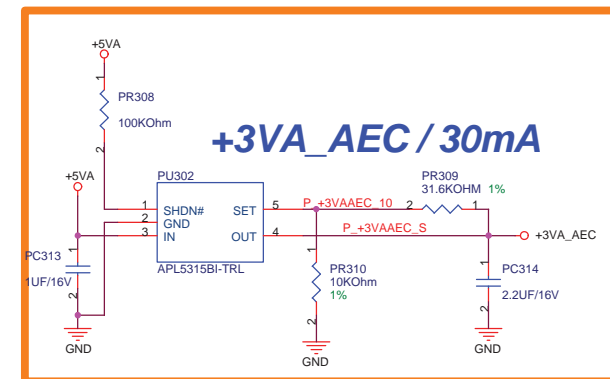 +5VA
1
PR308
100KOhm
2
+3VA_AEC / 30mA
+5VA
PU302
1 SHDN#
2 GND
3 IN
SET 5
OUT 4
APL5315BI-TRL
P_+3VAAEC_10
P_+3VAAEC_S
PR309
31.6KOHM 1%
2 1
+3VA_AEC
PC313
1UF/16V
1
2
GND
1
PR310
10KOhm
1%
2
GND
1
PC314
2.2UF/16V
2
GND